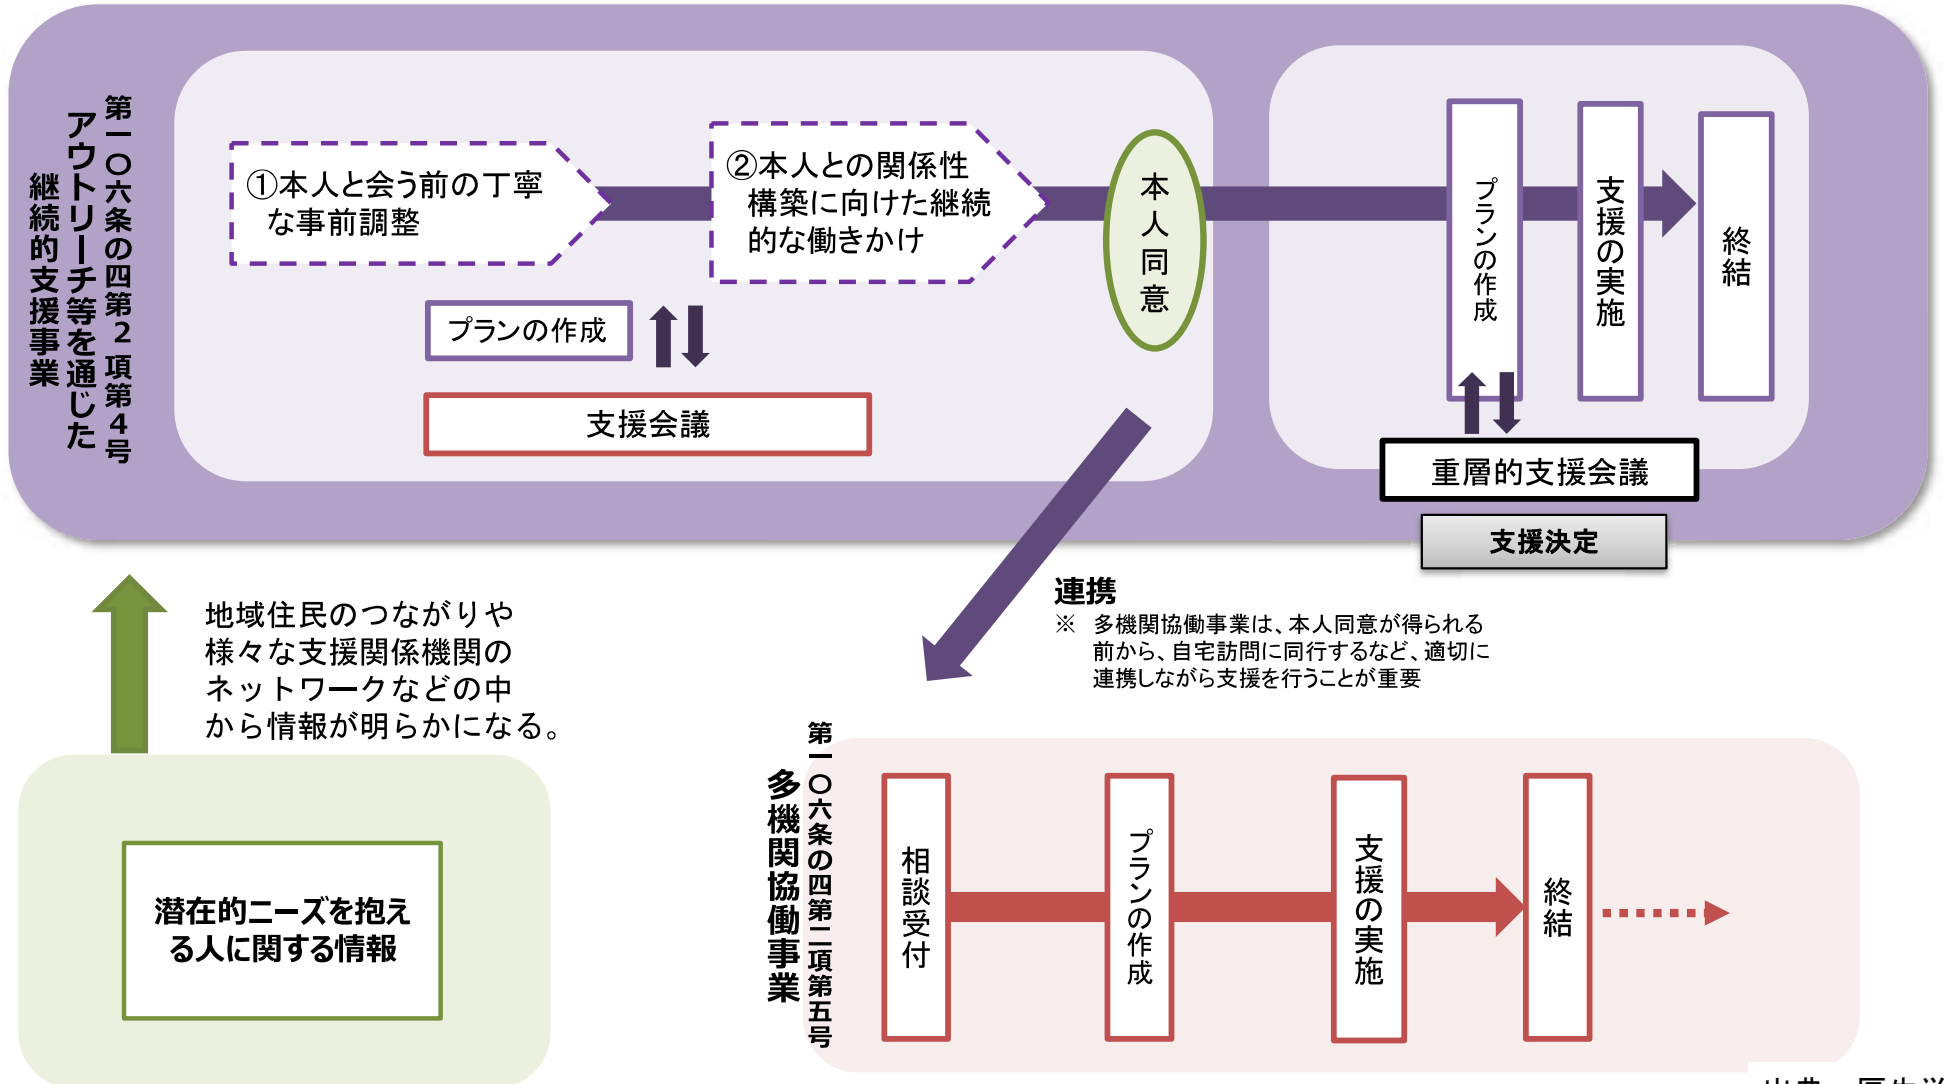 第一〇六条の四第2項第4号
アウトリーチ等を通じた
継続的支援事業
①本人と会う前の丁寧
な事前調整
②本人との関係性
構築に向けた継続
的な働きかけ
本人同意
プランの作成
支援会議
プランの作成
支援の実施
終結
重層的支援会議
支援決定
地域住民のつながりや
様々な支援関係機関の
ネットワークなどの中
から情報が明らかになる。
連携
※ 多機関協働事業は、本人同意が得られる
前から、自宅訪問に同行するなど、適切に
連携しながら支援を行うことが重要
潜在的ニーズを抱え
る人に関する情報
第一〇六条の四第二項第五号
多機関協働事業
相談受付
プランの作成
支援の実施
終結